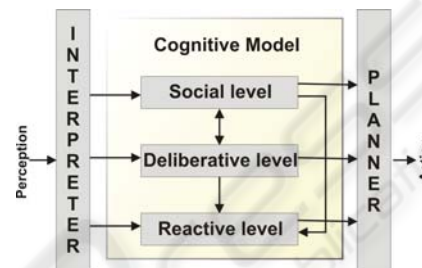 INTERPRETER
Cognitive Model
Social level
Deliberative level
Reactive level
PLANNER
Perception